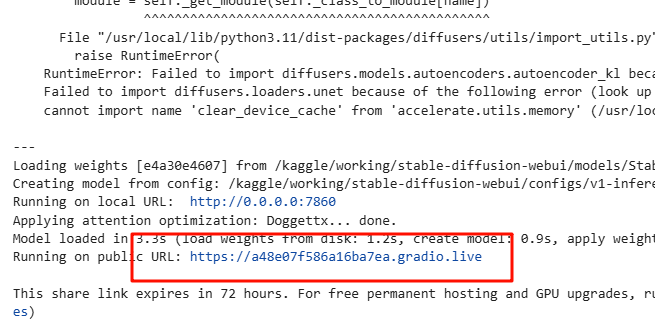 module = self._get_module(self._class_to_module[name])
^^^^^^^^^^^^^^^^^^^^^^^^^^^^^^^^^^^^^^^^^^^^^
File "/usr/local/lib/python3.11/dist-packages/diffusers/utils/import_utils.py"
raise RuntimeError(
RuntimeError: Failed to import diffusers.models.autoencoders.autoencoder_kl beca
Failed to import diffusers.loaders.unet because of the following error (look up
cannot import name 'clear_device_cache' from 'accelerate.utils.memory' (/usr/loc
---
Loading weights [e4a30e4607] from /kaggle/working/stable-diffusion-webui/models/Stab
Creating model from config: /kaggle/working/stable-diffusion-webui/configs/v1-infere
Running on local URL: http://0.0.0.0:7860
Applying attention optimization: Doggettx... done.
Model loaded in 3.3s (load weights from disk: 1.2s, create model: 0.9s, apply weight
Running on public URL: https://a48e07f586a16ba7ea.gradio.live
This share link expires in 72 hours. For free permanent hosting and GPU upgrades, ru
es)